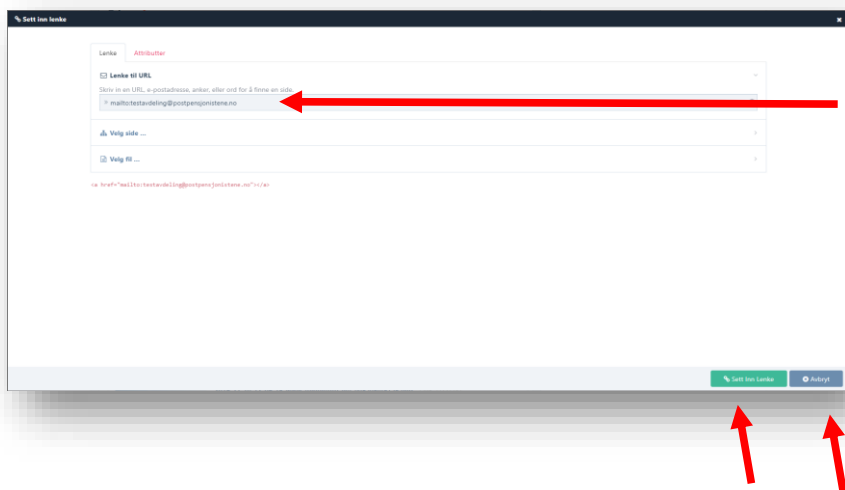 Sett inn lenke
Lenke Attributter
Lenke til URL
Skriv in en URL, e-postadresse, anker, eller ord for å finne en side.
mailto:testavdeling@postpensjonistene.no
Velg side ...
Velg fil ...
<a href="mailto:testavdeling@postpensjonistene.no"></a>
Sett Inn Lenke Avbryt